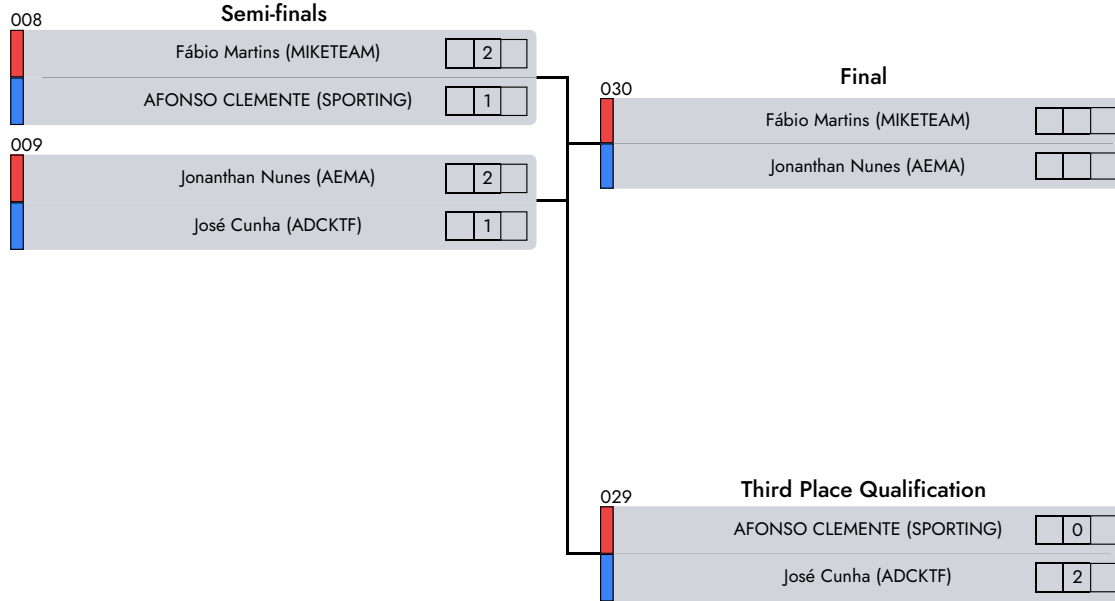 Semi-finals
008
Fábio Martins (MIKETEAM) 2
AFONSO CLEMENTE (SPORTING) 1
009
Jonanthan Nunes (AEMA) 2
José Cunha (ADCKTF) 1
Final
030
Fábio Martins (MIKETEAM)
Jonanthan Nunes (AEMA)
Third Place Qualification
029
AFONSO CLEMENTE (SPORTING) 0
José Cunha (ADCKTF) 2